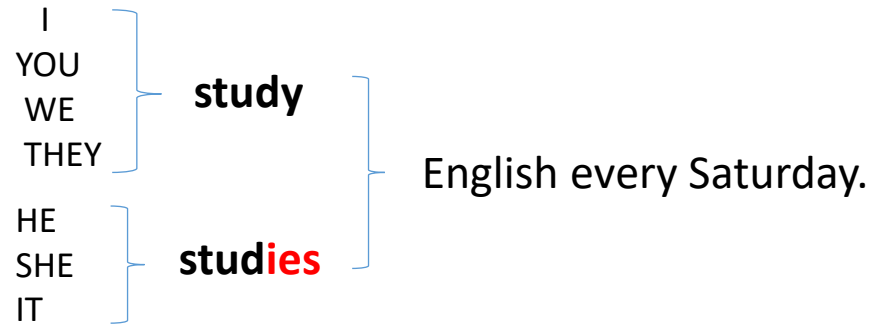 I
YOU
WE
THEY
study
HE
SHE
IT
studies
English every Saturday.